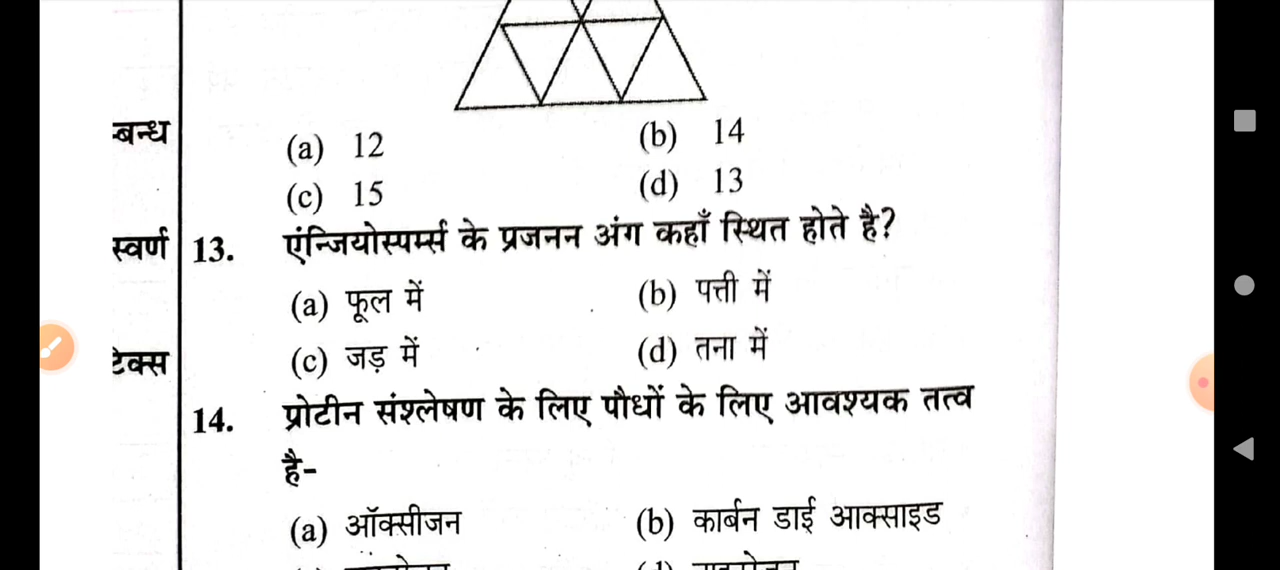 ्बन्ध
(a) 12 (b) 14
(c) 15 (d) 13
स्वर्ण
13. एंन्जियोस्पर्म्स के प्रजनन अंग कहाँ स्थित होते है?
(a) फूल में (b) पत्ती में
टेक्स
(c) जड़ में (d) तना में
14. प्रोटीन संश्लेषण के लिए पौधों के लिए आवश्यक तत्व
है-
(a) ऑक्सीजन (b) कार्बन डाई आक्साइड